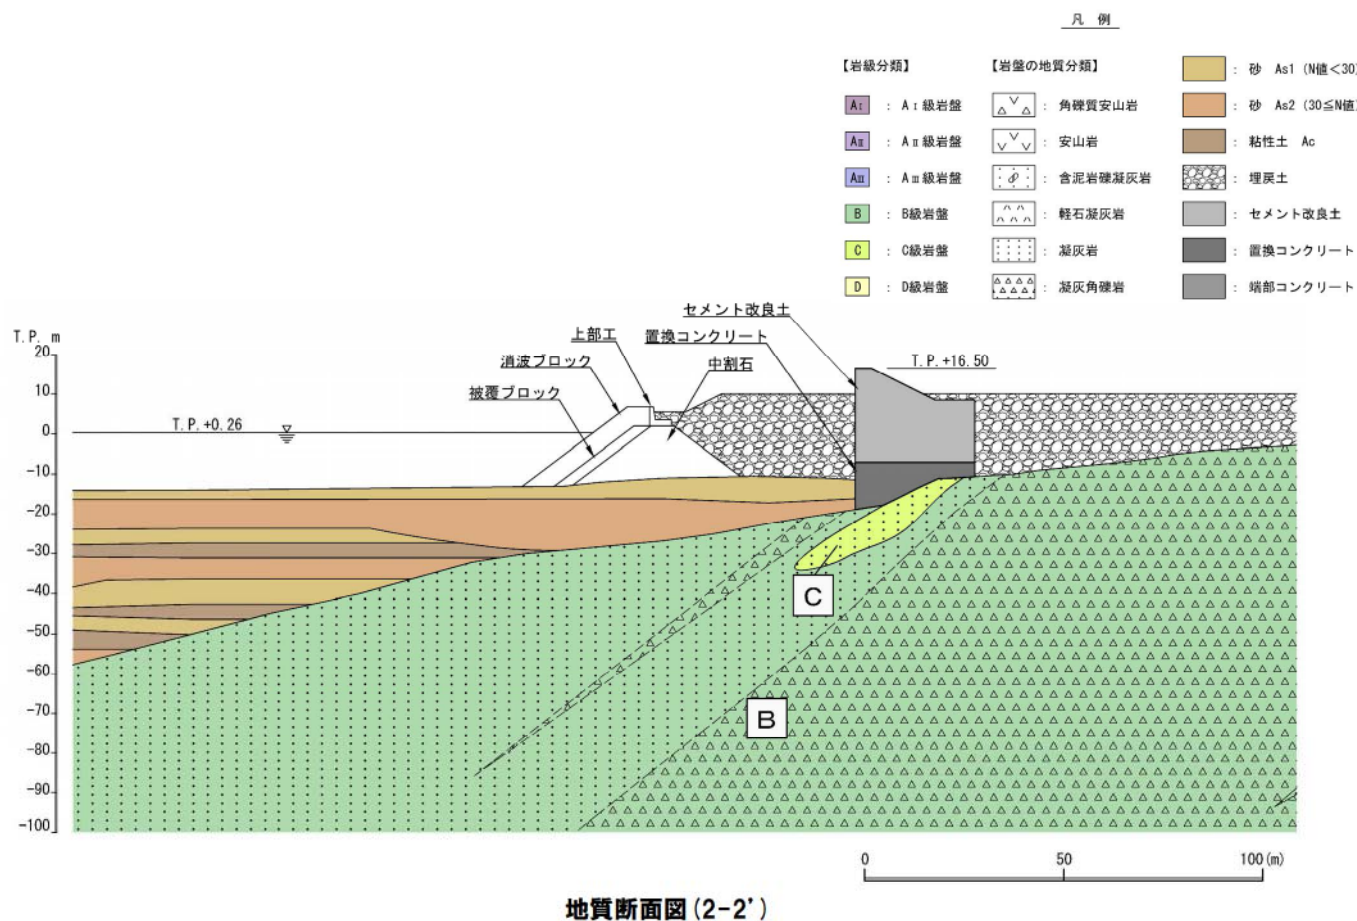 凡 例
【岩級分類】
【岩盤の地質分類】
AⅠ : AⅠ級岩盤
AⅡ : AⅡ級岩盤
AⅢ : AⅢ級岩盤
B : B級岩盤
C : C級岩盤
D : D級岩盤
: 角礫質安山岩
: 安山岩
: 含泥岩礫凝灰岩
: 軽石凝灰岩
: 凝灰岩
: 凝灰角礫岩
: 砂 As1 (N値<30)
: 砂 As2 (30≦N値)
: 粘性土 Ac
: 埋戻土
: セメント改良土
: 置換コンクリート
: 端部コンクリート
T.P. m
20
10
0
-10
-20
-30
-40
-50
-60
-70
-80
-90
-100
T.P.+0.26
上部工
消波ブロック
被覆ブロック
セメント改良土
置換コンクリート
中割石
T.P.+16.50
C
B
0 50 100(m)
地質断面図(2-2')